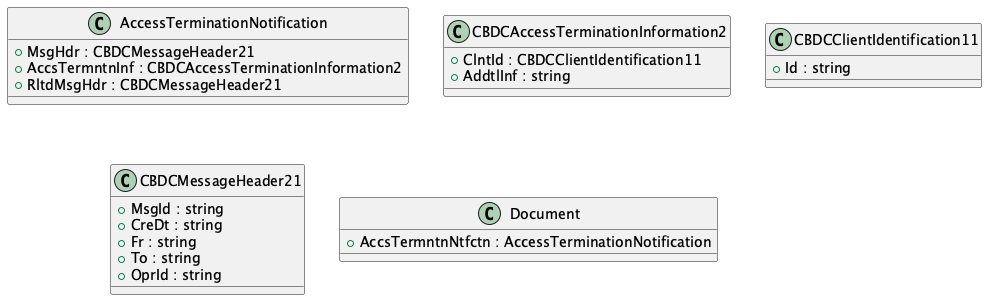 C AccessTerminationNotification
MsgHdr : CBDCMessageHeader21
AccsTermntnInf : CBDCAccessTerminationInformation2
RltdMsgHdr : CBDCMessageHeader21
C CBDCAccessTerminationInformation2
ClntId : CBDCClientIdentification11
AddtlInf : string
C CBDCClientIdentification11
Id : string
C CBDCMessageHeader21
MsgId : string
CreDt : string
Fr : string
To : string
OprId : string
C Document
AccsTermntnNtfctn : AccessTerminationNotification